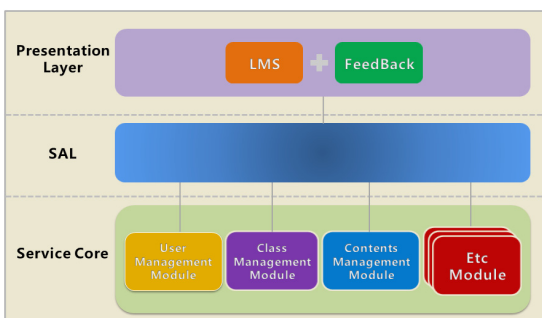 Presentation
Layer
LMS
FeedBack
SAL
Service Core
User
Management
Module
Class
Management
Module
Contents
Management
Module
Etc
Module